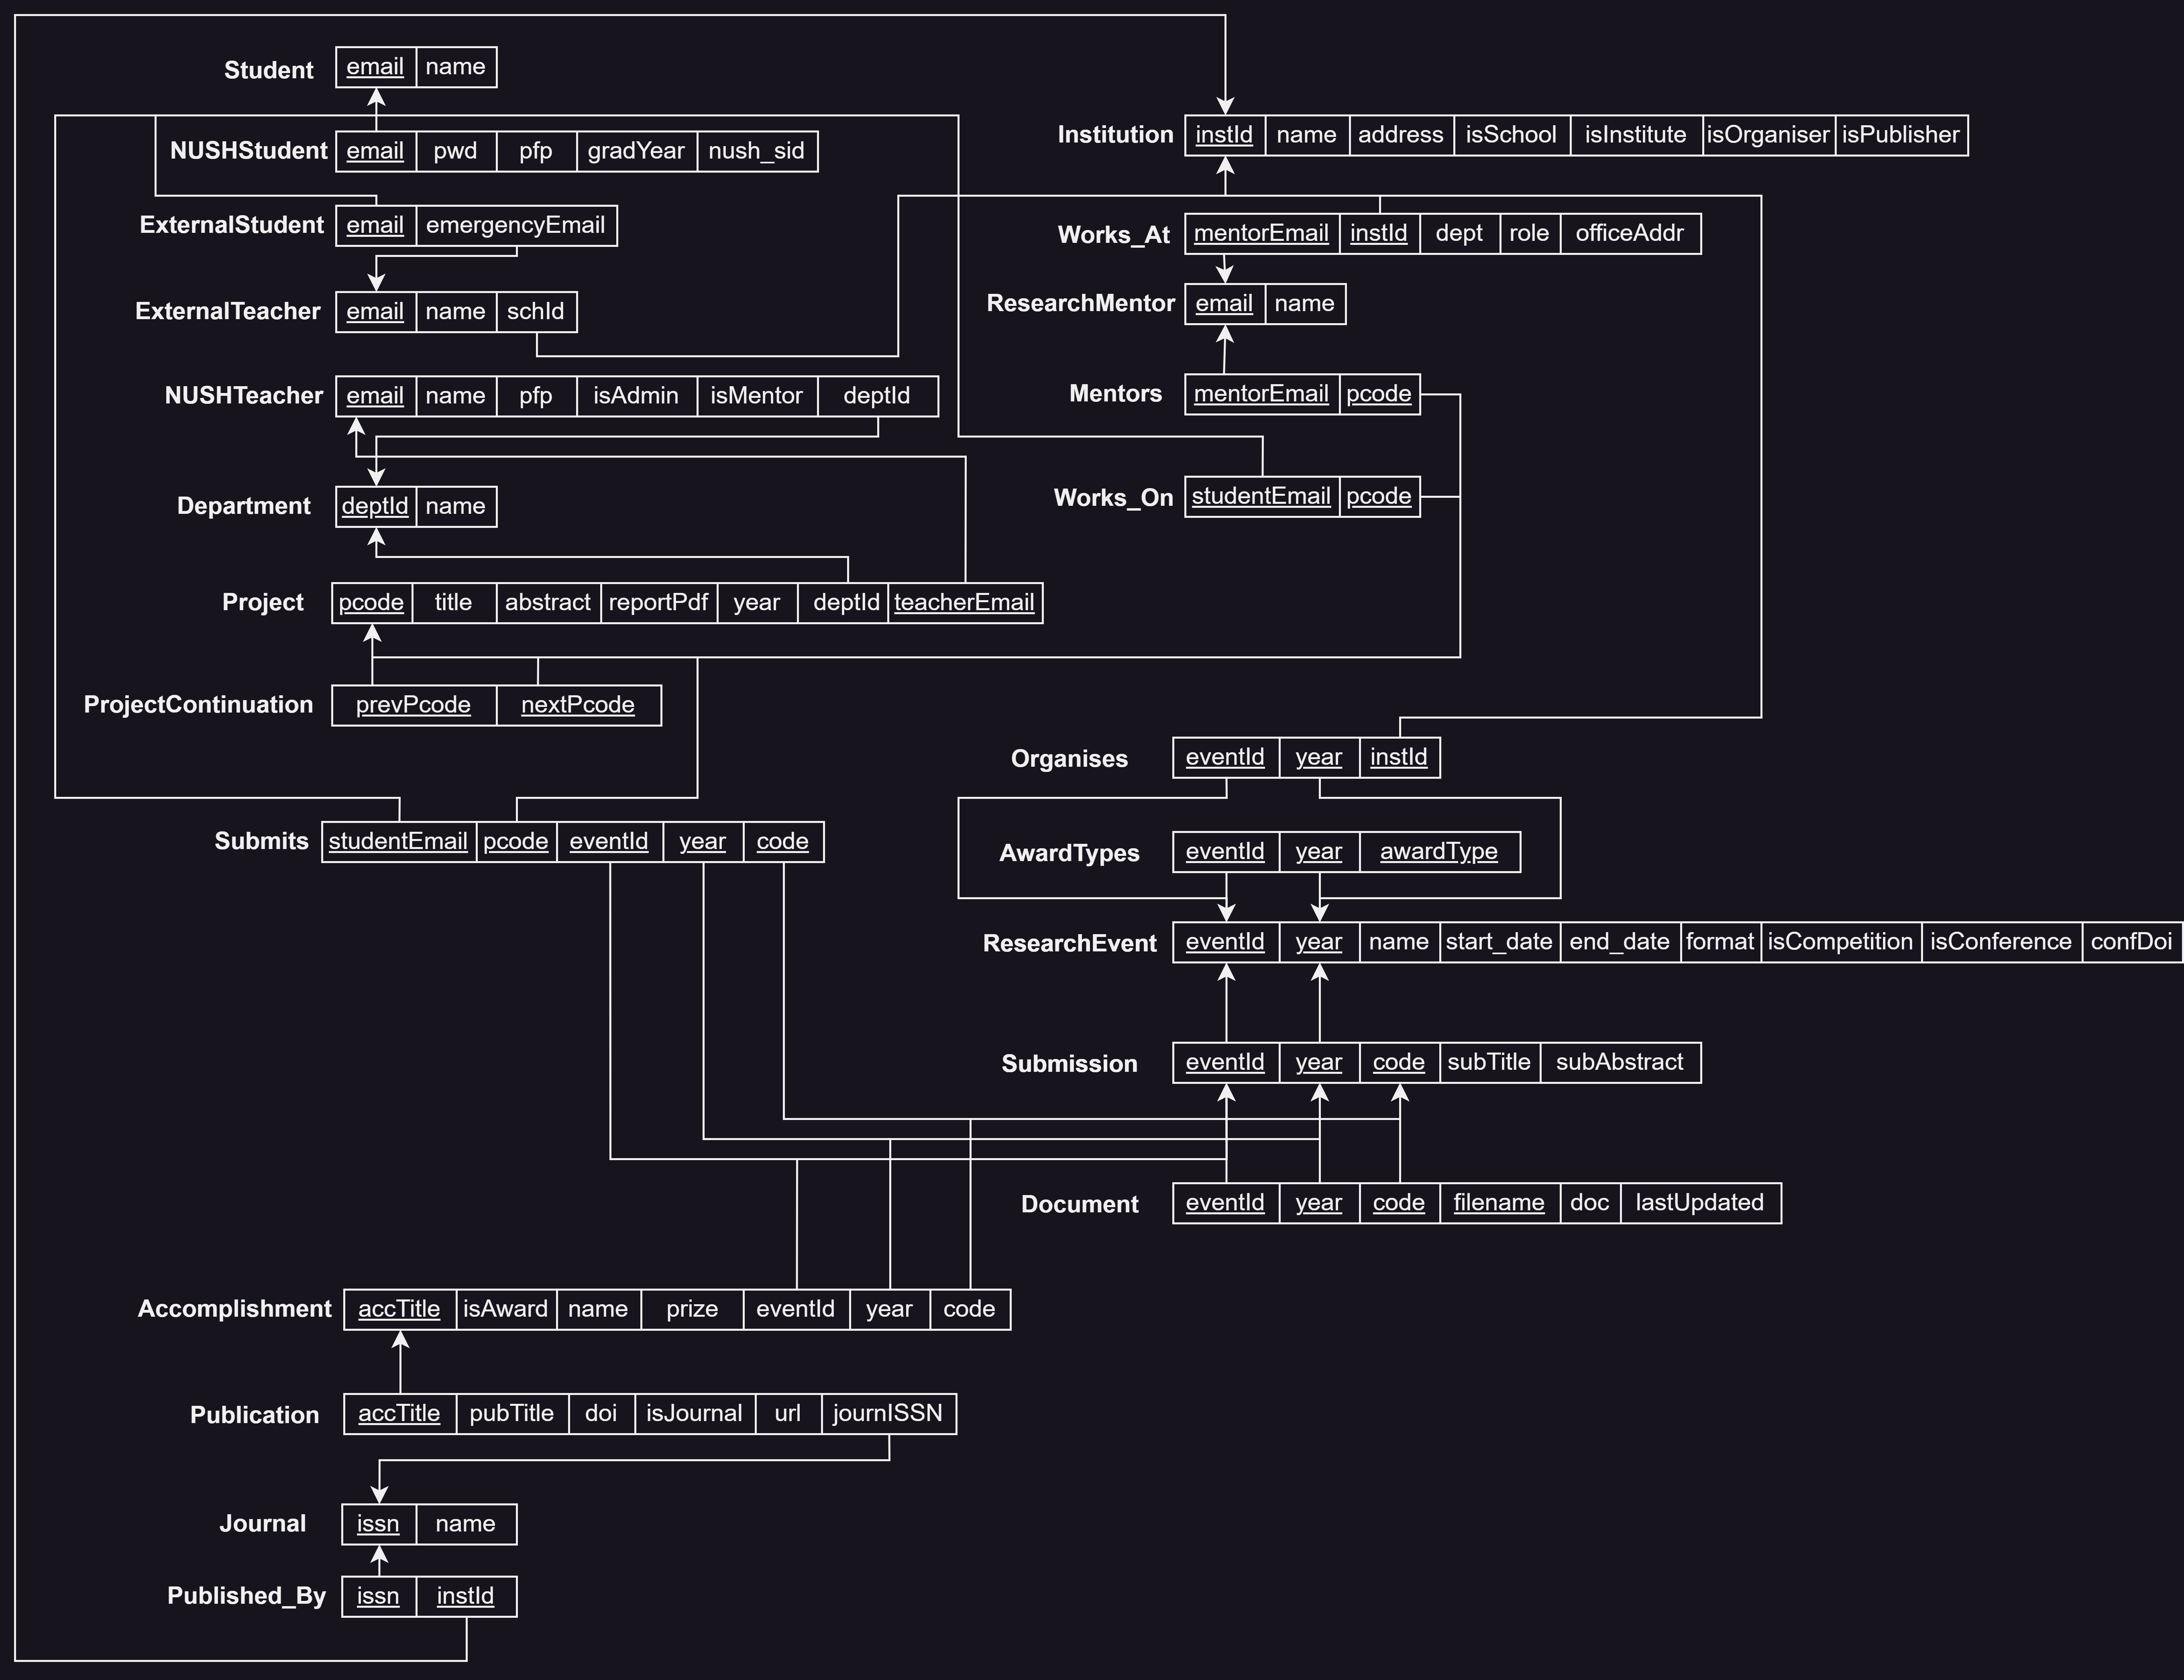 Student email name
NUSHStudent email pwd pfp gradYear nush_sid
ExternalStudent email emergencyEmail
ExternalTeacher email name schId
NUSHTeacher email name pfp isAdmin isMentor deptId
Department deptId name
Project pcode title abstract reportPdf year deptId teacherEmail
ProjectContinuation prevPcode nextPcode
Submits studentEmail pcode eventId year code
Institution instId name address isSchool isInstitute isOrganiser isPublisher
Works_At mentorEmail instId dept role officeAddr
ResearchMentor email name
Mentors mentorEmail pcode
Works_On studentEmail pcode
Organises eventId year instId
AwardTypes eventId year awardType
ResearchEvent eventId year name start_date end_date format isCompetition isConference confDoi
Submission eventId year code subTitle subAbstract
Document eventId year code filename doc lastUpdated
Accomplishment accTitle isAward name prize eventId year code
Publication accTitle pubTitle doi isJournal url journISSN
Journal issn name
Published_By issn instId